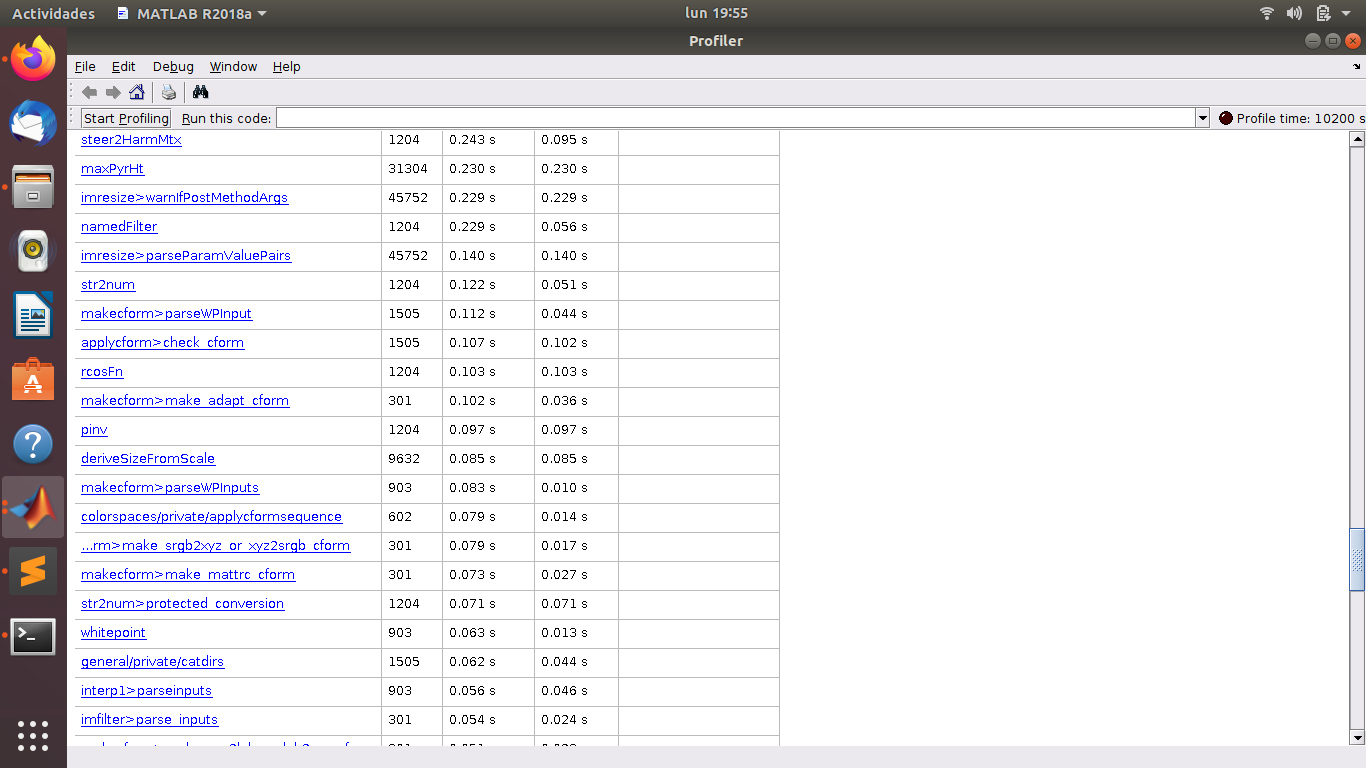 Actividades MATLAB R2018a lun 19:55
Profiler
File Edit Debug Window Help
Start Profiling Run this code: Profile time: 10200 s
steer2HarmMtx 1204 0.243 s 0.095 s
maxPyrHt 31304 0.230 s 0.230 s
imresize>warnIfPostMethodArgs 45752 0.229 s 0.229 s
namedFilter 1204 0.229 s 0.056 s
imresize>parseParamValuePairs 45752 0.140 s 0.140 s
str2num 1204 0.122 s 0.051 s
makecform>parseWPInput 1505 0.112 s 0.044 s
applycform>check_cform 1505 0.107 s 0.102 s
rcosFn 1204 0.103 s 0.103 s
makecform>make_adapt_cform 301 0.102 s 0.036 s
pinv 1204 0.097 s 0.097 s
deriveSizeFromScale 9632 0.085 s 0.085 s
makecform>parseWPInputs 903 0.083 s 0.010 s
colorspaces/private/applycformsequence 602 0.079 s 0.014 s
...rm>make_srgb2xyz_or_xyz2srgb_cform 301 0.079 s 0.017 s
makecform>make_mattrc_cform 301 0.073 s 0.027 s
str2num>protected_conversion 1204 0.071 s 0.071 s
whitepoint 903 0.063 s 0.013 s
general/private/catdirs 1505 0.062 s 0.044 s
interp1>parseinputs 903 0.056 s 0.046 s
imfilter>parse_inputs 301 0.054 s 0.024 s